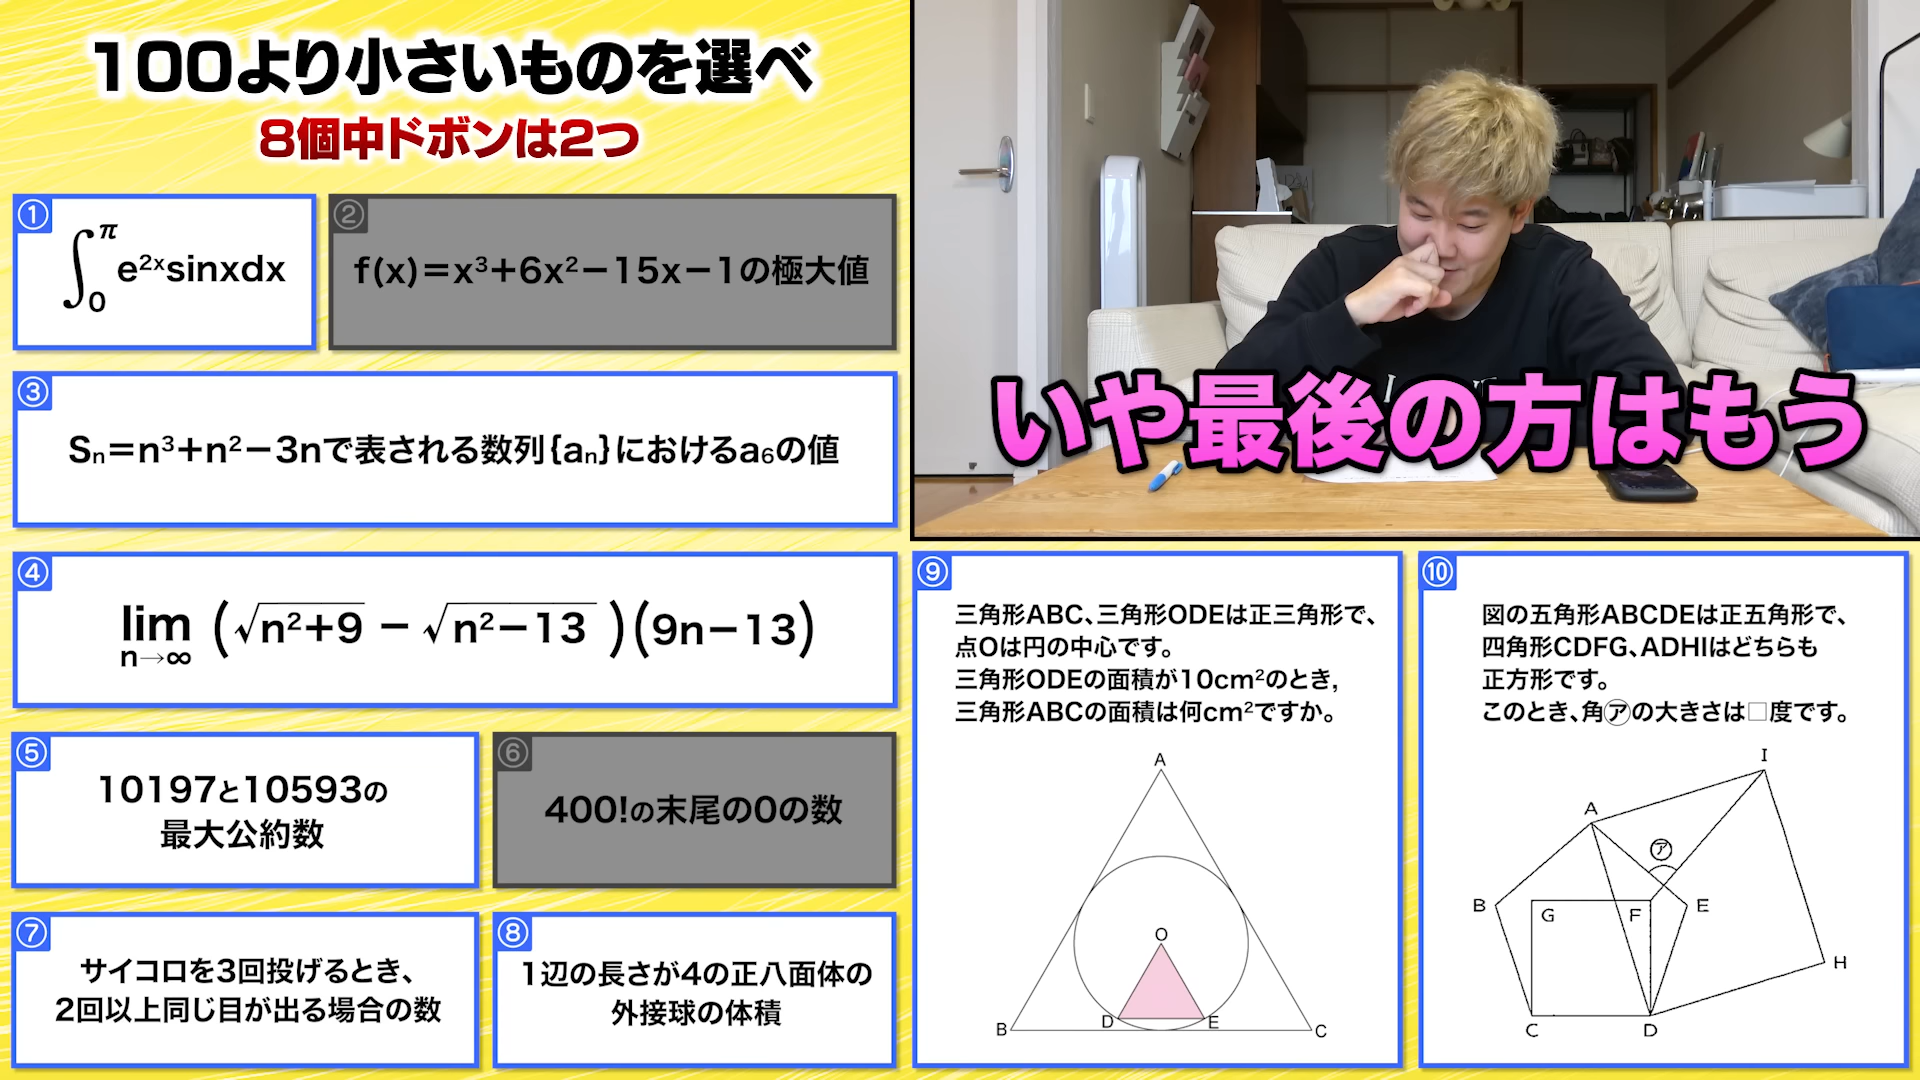 100より小さいものを選べ
8個中ドボンは2つ
①
∫₀^π e²ˣsinxdx
②
f(x)=x³+6x²−15x−1の極大値
③
Sₙ=n³+n²−3nで表される数列{aₙ}におけるa₆の値
④
lim n→∞ (√n²+9 − √n²−13)(9n−13)
⑤
10197と10593の
最大公約数
⑥
400!の末尾の0の数
⑦
サイコロを3回投げるとき、
2回以上同じ目が出る場合の数
⑧
1辺の長さが4の正八面体の
外接球の体積
いや最後の方はもう
⑨
三角形ABC、三角形ODEは正三角形で、
点Oは円の中心です。
三角形ODEの面積が10cm²のとき,
三角形ABCの面積は何cm²ですか。
A
O
D
E
B
C
⑩
図の五角形ABCDEは正五角形で、
四角形CDFG、ADHIはどちらも
正方形です。
このとき、角㋐の大きさは□度です。
I
A
㋐
B
G
F
E
H
C
D